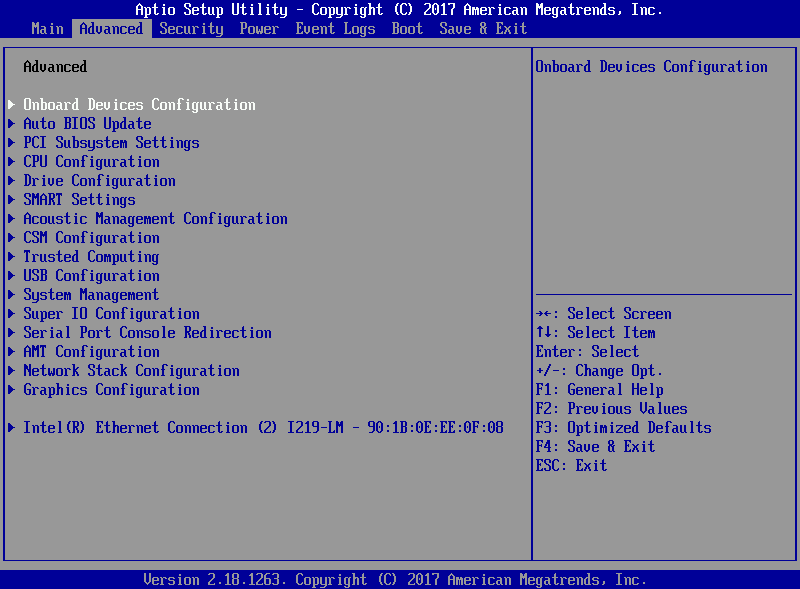 Aptio Setup Utility - Copyright (C) 2017 American Megatrends, Inc.
Main Advanced Security Power Event Logs Boot Save & Exit
Advanced
Onboard Devices Configuration
Auto BIOS Update
PCI Subsystem Settings
CPU Configuration
Drive Configuration
SMART Settings
Acoustic Management Configuration
CSM Configuration
Trusted Computing
USB Configuration
System Management
Super IO Configuration
Serial Port Console Redirection
AMT Configuration
Network Stack Configuration
Graphics Configuration
Intel(R) Ethernet Connection (2) I219-LM - 90:1B:0E:EE:0F:08
Onboard Devices Configuration
→←: Select Screen
↑↓: Select Item
Enter: Select
+/-: Change Opt.
F1: General Help
F2: Previous Values
F3: Optimized Defaults
F4: Save & Exit
ESC: Exit
Version 2.18.1263. Copyright (C) 2017 American Megatrends, Inc.